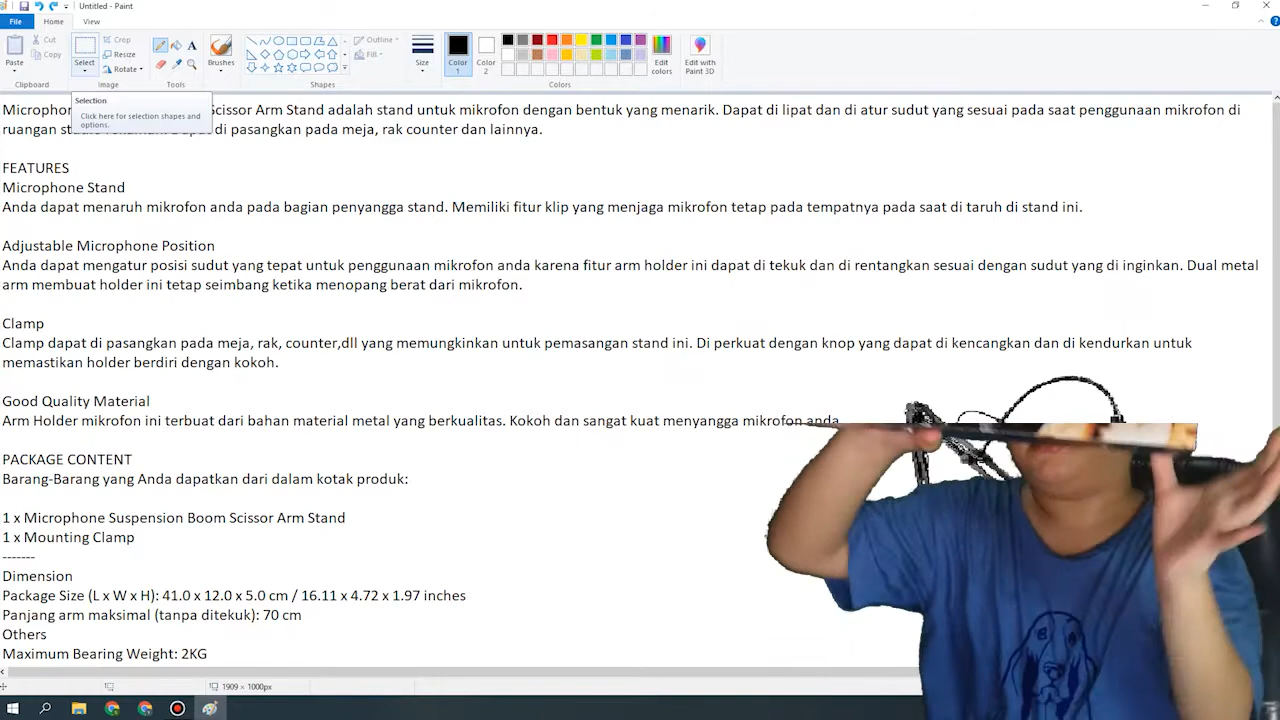 Untitled - Paint
File
Home
View
Paste
Cut
Copy
Clipboard
Select
Crop
Resize
Rotate
Image
Tools
Brushes
Outline
Fill
Shapes
Size
Color 1
Color 2
Edit colors
Edit with Paint 3D
Colors
Selection
Click here for selection shapes and
options.
Scissor Arm Stand adalah stand untuk mikrofon dengan bentuk yang menarik. Dapat di lipat dan di atur sudut yang sesuai pada saat penggunaan mikrofon di
ruangan di pasangkan pada meja, rak counter dan lainnya.
FEATURES
Microphone Stand
Anda dapat menaruh mikrofon anda pada bagian penyangga stand. Memiliki fitur klip yang menjaga mikrofon tetap pada tempatnya pada saat di taruh di stand ini.
Adjustable Microphone Position
Anda dapat mengatur posisi sudut yang tepat untuk penggunaan mikrofon anda karena fitur arm holder ini dapat di tekuk dan di rentangkan sesuai dengan sudut yang di inginkan. Dual metal
arm membuat holder ini tetap seimbang ketika menopang berat dari mikrofon.
Clamp
Clamp dapat di pasangkan pada meja, rak, counter,dll yang memungkinkan untuk pemasangan stand ini. Di perkuat dengan knop yang dapat di kencangkan dan di kendurkan untuk
memastikan holder berdiri dengan kokoh.
Good Quality Material
Arm Holder mikrofon ini terbuat dari bahan material metal yang berkualitas. Kokoh dan sangat kuat menyangga mikrofon anda
PACKAGE CONTENT
Barang-Barang yang Anda dapatkan dari dalam kotak produk:
1 x Microphone Suspension Boom Scissor Arm Stand
1 x Mounting Clamp
-------
Dimension
Package Size (L x W x H): 41.0 x 12.0 x 5.0 cm / 16.11 x 4.72 x 1.97 inches
Panjang arm maksimal (tanpa ditekuk): 70 cm
Others
Maximum Bearing Weight: 2KG
1909 × 1000px